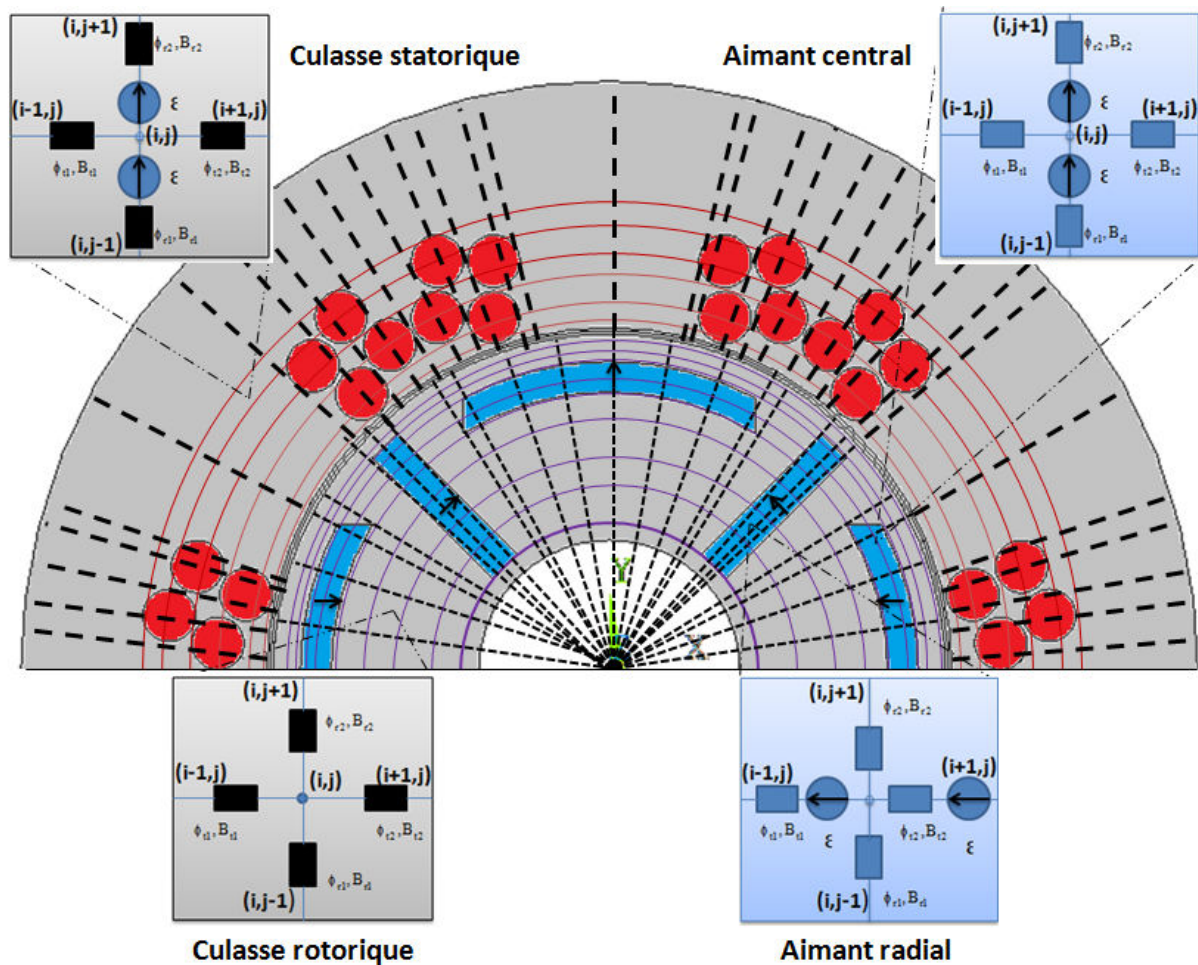 Culasse statorique
Aimant central
(i,j+1)
ϕr2,Br2
ε
(i-1,j)
(i+1,j)
(i,j)
ϕt1,Bt1
ε
ϕt2,Bt2
(i,j-1)
ϕr1,Br1
(i,j+1)
ϕr2,Br2
ε
(i-1,j)
(i+1,j)
(i,j)
ϕt1,Bt1
ε
ϕt2,Bt2
(i,j-1)
ϕr1,Br1
Y
X
(i,j+1)
ϕr2,Br2
(i-1,j)
(i,j)
(i+1,j)
ϕt1,Bt1
ϕt2,Bt2
ϕr1,Br1
(i,j-1)
(i,j+1)
ϕr2,Br2
(i-1,j)
(i+1,j)
ϕt1,Bt1
ε
ϕt2,Bt2
ε
(i,j-1)
ϕr1,Br1
Culasse rotorique
Aimant radial